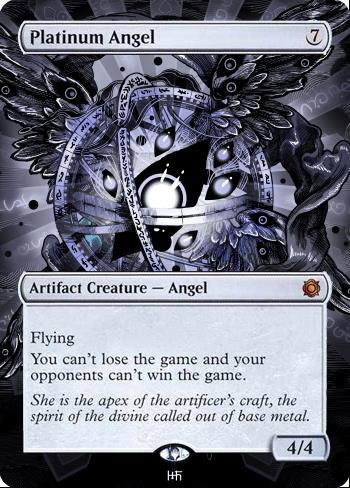 Platinum Angel 7
Artifact Creature — Angel
Flying
You can't lose the game and your
opponents can't win the game.
She is the apex of the artificer's craft, the
spirit of the divine called out of base metal.
4/4